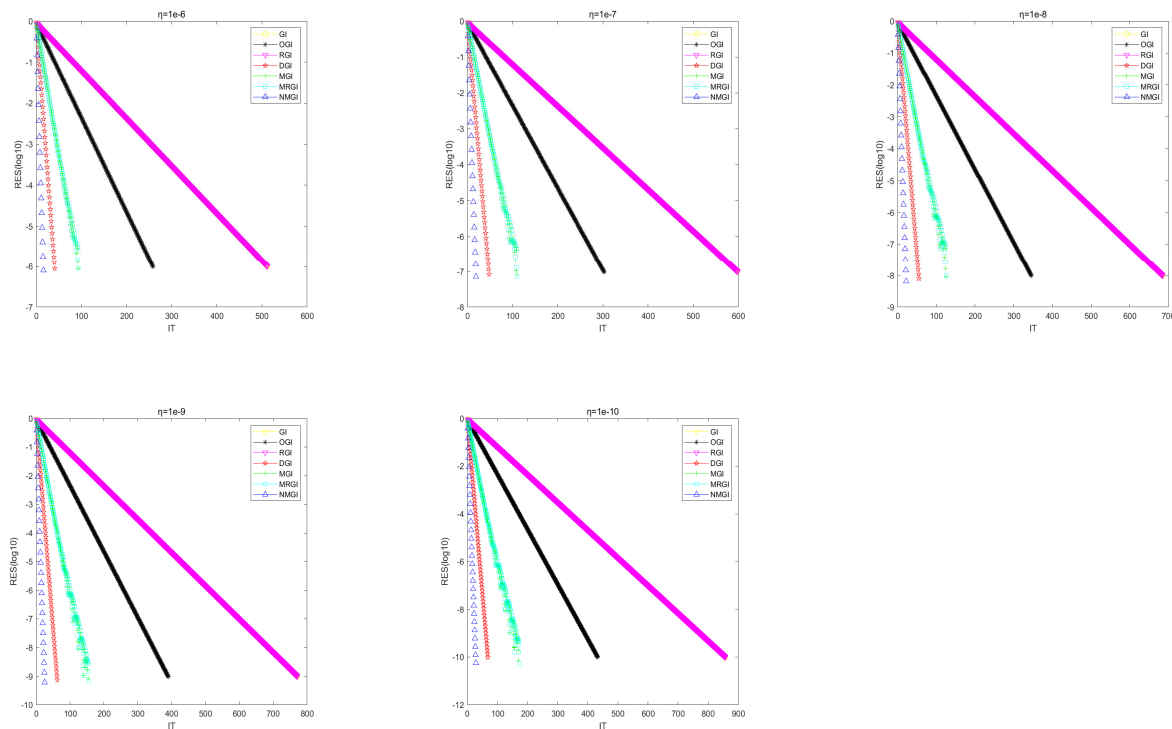 η=1e-6
0
-1
-2
-3
-4
-5
-6
-7
RES(log10)
0 100 200 300 400 500 600
IT
GI
OGI
RGI
DGI
MGI
MRGI
NMGI
η=1e-7
0
-1
-2
-3
-4
-5
-6
-7
-8
RES(log10)
0 100 200 300 400 500 600
IT
GI
OGI
RGI
DGI
MGI
MRGI
NMGI
η=1e-8
0
-1
-2
-3
-4
-5
-6
-7
-8
-9
RES(log10)
0 100 200 300 400 500 600 700
IT
GI
OGI
RGI
DGI
MGI
MRGI
NMGI
η=1e-9
0
-1
-2
-3
-4
-5
-6
-7
-8
-9
-10
RES(log10)
0 100 200 300 400 500 600 700 800
IT
GI
OGI
RGI
DGI
MGI
MRGI
NMGI
η=1e-10
0
-2
-4
-6
-8
-10
-12
RES(log10)
0 100 200 300 400 500 600 700 800 900
IT
GI
OGI
RGI
DGI
MGI
MRGI
NMGI